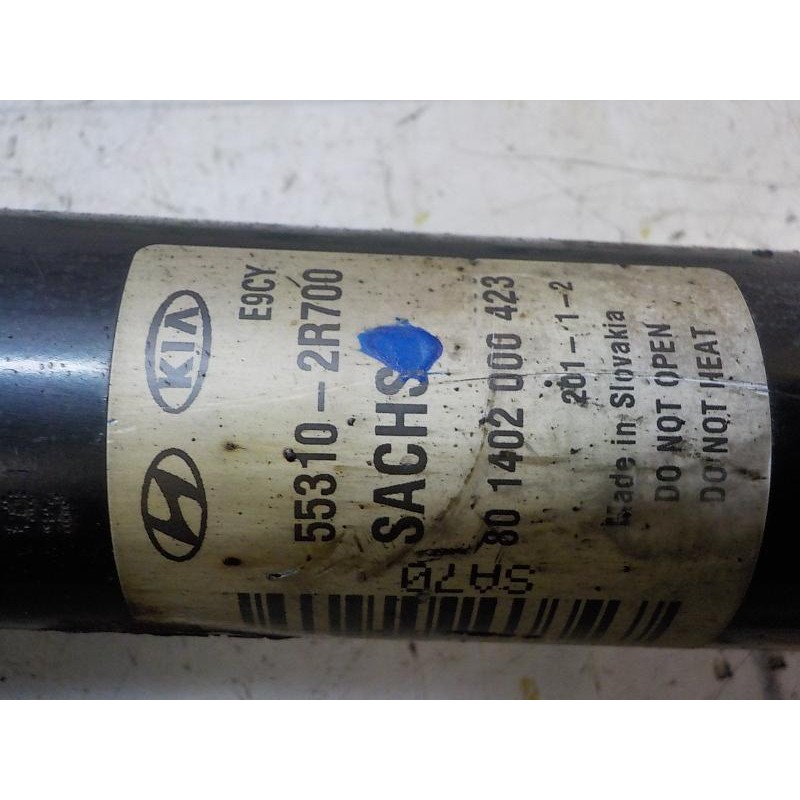 KIA
E9CY
55310-2R700
SACHS
80 1402 000 423
201-1-2
Made in Slovakia
DO NOT OPEN
DO NOT HEAT